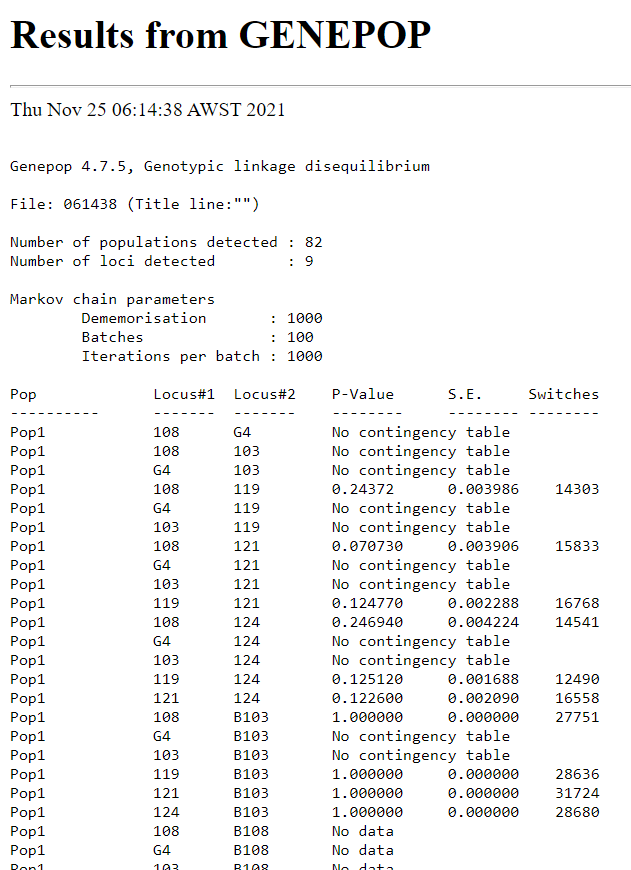 Results from GENEPOP
Thu Nov 25 06:14:38 AWST 2021
Genepop 4.7.5, Genotypic linkage disequilibrium
File: 061438 (Title line:"")
Number of populations detected : 82
Number of loci detected        : 9
Markov chain parameters
        Dememorisation       : 1000
        Batches              : 100
        Iterations per batch : 1000
Pop             Locus#1  Locus#2    P-Value      S.E.     Switches
----------      -------  -------    --------     -------- --------
Pop1            108      G4         No contingency table
Pop1            108      103        No contingency table
Pop1            G4       103        No contingency table
Pop1            108      119        0.24372      0.003986    14303
Pop1            G4       119        No contingency table
Pop1            103      119        No contingency table
Pop1            108      121        0.070730     0.003906    15833
Pop1            G4       121        No contingency table
Pop1            103      121        No contingency table
Pop1            119      121        0.124770     0.002288    16768
Pop1            108      124        0.246940     0.004224    14541
Pop1            G4       124        No contingency table
Pop1            103      124        No contingency table
Pop1            119      124        0.125120     0.001688    12490
Pop1            121      124        0.122600     0.002090    16558
Pop1            108      B103       1.000000     0.000000    27751
Pop1            G4       B103       No contingency table
Pop1            103      B103       No contingency table
Pop1            119      B103       1.000000     0.000000    28636
Pop1            121      B103       1.000000     0.000000    31724
Pop1            124      B103       1.000000     0.000000    28680
Pop1            108      B108       No data
Pop1            G4       B108       No data
Pop1            103      B108       No data